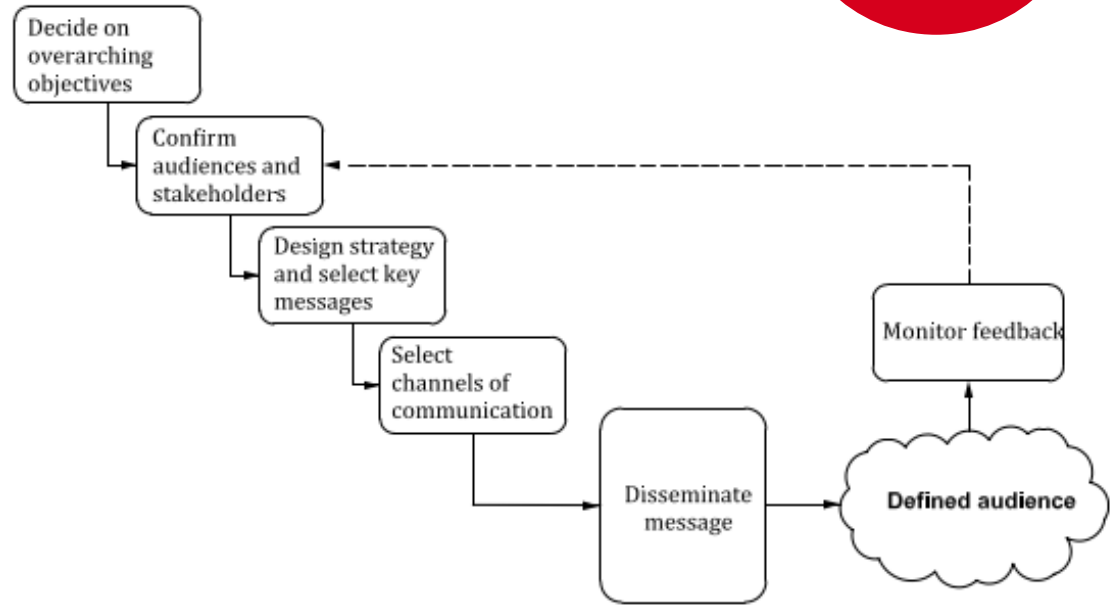 Decide on
overarching
objectives
Confirm
audiences and
stakeholders
Design strategy
and select key
messages
Select
channels of
communication
Disseminate
message
Defined audience
Monitor feedback